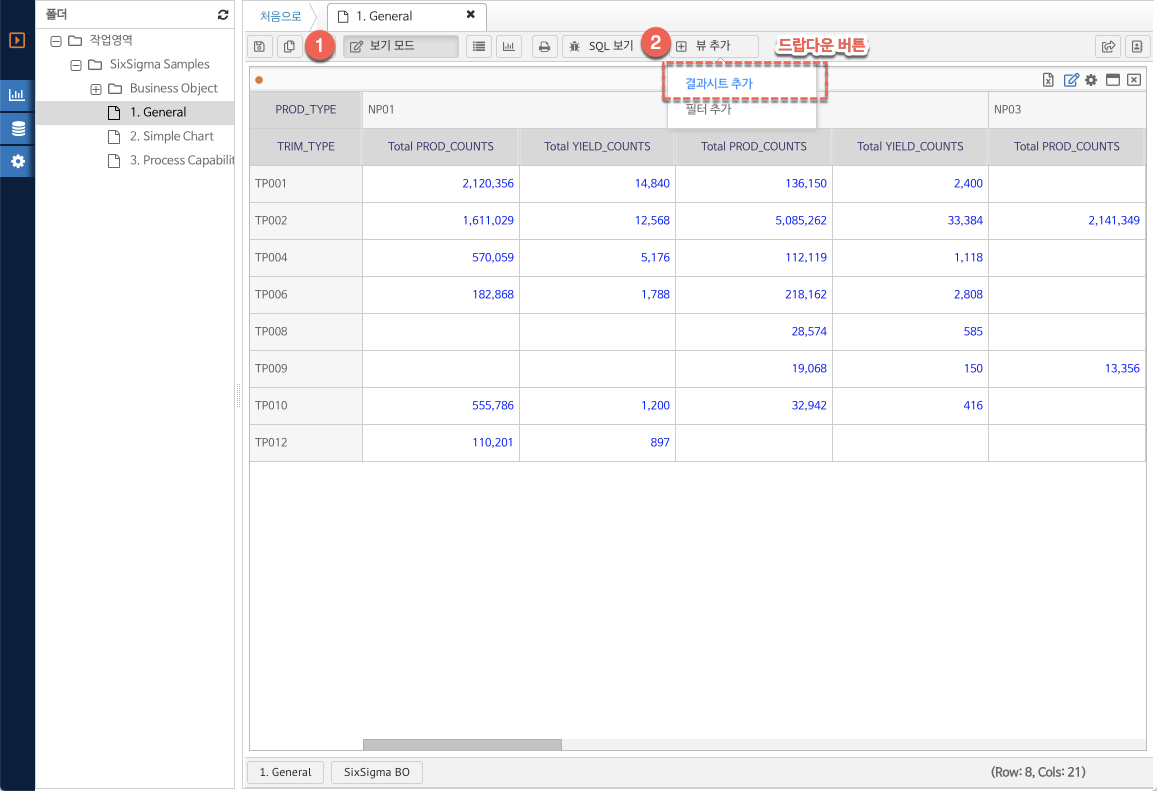 폴더
처음으로
1. General
작업영역
SixSigma Samples
Business Object
1. General
2. Simple Chart
3. Process Capabilit
1
보기 모드
SQL 보기
2
뷰 추가
드랍다운 버튼
결과시트 추가
필터 추가
PROD_TYPE NP01 NP03
TRIM_TYPE Total PROD_COUNTS Total YIELD_COUNTS Total PROD_COUNTS Total YIELD_COUNTS Total PROD_COUNTS
TP001 2,120,356 14,840 136,150 2,400
TP002 1,611,029 12,568 5,085,262 33,384 2,141,349
TP004 570,059 5,176 112,119 1,118
TP006 182,868 1,788 218,162 2,808
TP008 28,574 585
TP009 19,068 150 13,356
TP010 555,786 1,200 32,942 416
TP012 110,201 897
1. General
SixSigma BO
(Row: 8, Cols: 21)